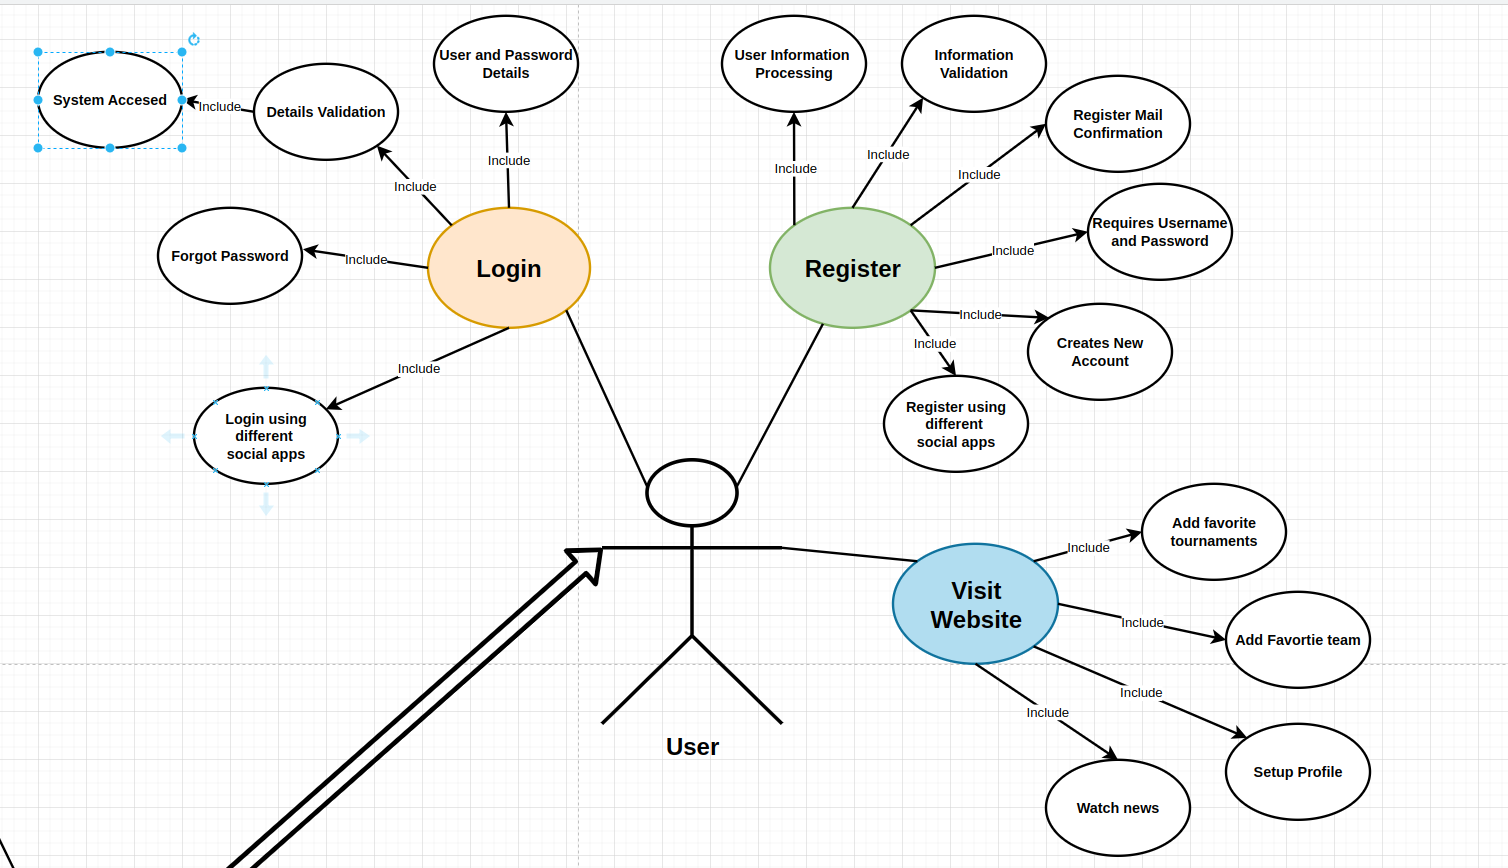 User and Password
Details
User Information
Processing
Information
Validation
System Accesed
Include
Details Validation
Register Mail
Confirmation
Include
Include
Include
Include
Include
Requires Username
and Password
Forgot Password
Include
Login
Register
Include
Include
Include
Creates New
Account
Include
Login using
different
social apps
Register using
different
social apps
Add favorite
tournaments
Include
Visit
Website
Include
Add Favortie team
Include
Include
User
Setup Profile
Watch news